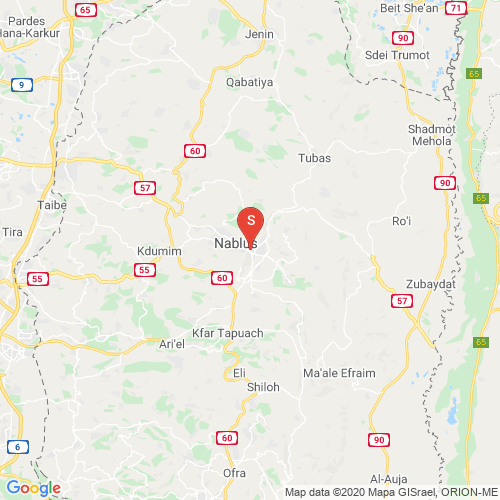 Pardes
Hana-Karkur
65
Beit She'an
71
Jenin
90
Sdei Trumot
9
Qabatiya
65
Shadmot
Mehola
60
Tubas
57
90
Taibe
65
Tira
S
Ro'i
Nablus
Kdumim
55
55
60
Zubaydat
57
Kfar Tapuach
65
Ari'el
Eli
Ma'ale Efraim
Shiloh
6
60
90
Ofra
Al-Auja
Google
Map data ©2020 Mapa GISrael, ORION-ME